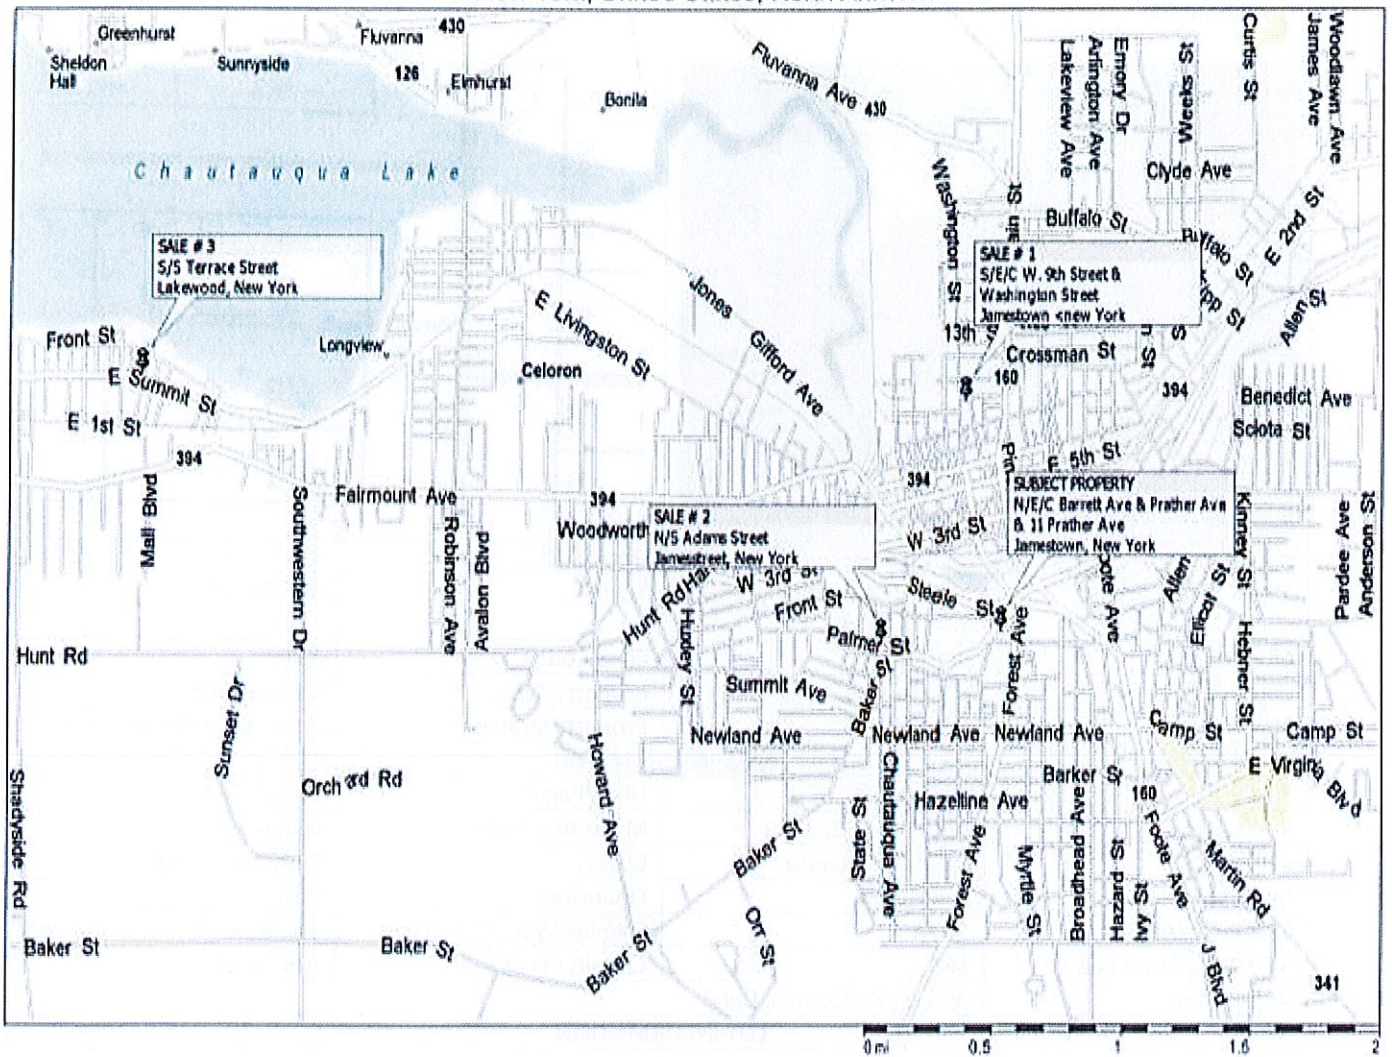 Greenhurst
Fluvanna
430
Sheldon
Hall
Sunnyside
126
Elmhurst
Bonila
Fluvanna Ave
430
Lakeview Ave
Arlington Ave
Emory Dr
Weeks St
Curtis St
James Ave
Woodlawn Ave
Chautauqua Lake
Clyde Ave
Washington St
Buffalo St
Buffalo St
E 2nd St
Allen St
SALE # 3
S/S Terrace Street
Lakewood, New York
SALE # 1
S/E/C W. 9th Street &
Washington Street
Jamestown <new York
Front St
Longview
E Livingston St
Jones
Gifford Ave
Celoron
13th
Crossman St
160
394
E Summit St
E 1st St
Benedict Ave
Sciota St
394
394
5th St
Mall Blvd
Southwestern Dr
Fairmount Ave
394
Robinson Ave
Avalon Blvd
Woodworth
SALE # 2
N/S Adams Street
Jamesstreet, New York
W 3rd St
SUBJECT PROPERTY
N/E/C Barrett Ave & Prather Ave
& 11 Prather Ave
Jamestown, New York
Kinney St
Pardee Ave
Anderson St
Hunt Rd
W 3rd St
Front St
Steele St
Allen
Palmer St
Hunt Rd
Forest Ave
Summit Ave
Baker St
Sunset Dr
Newland Ave
Newland Ave
Newland Ave
Camp St
Camp St
E Virginia Blvd
Orchard Rd
Howard Ave
Barker St
160
Hazeltine Ave
Shadyside Rd
State St
Chautauqua Ave
Baker St
Forest Ave
Myrtle St
Broadhead Ave
Hazard St
Ivy St
Foote Ave
Martin Rd
Orr St
Baker St
Baker St
Baker St
J Blvd
341
0 mi
0.5
1
1.5
2